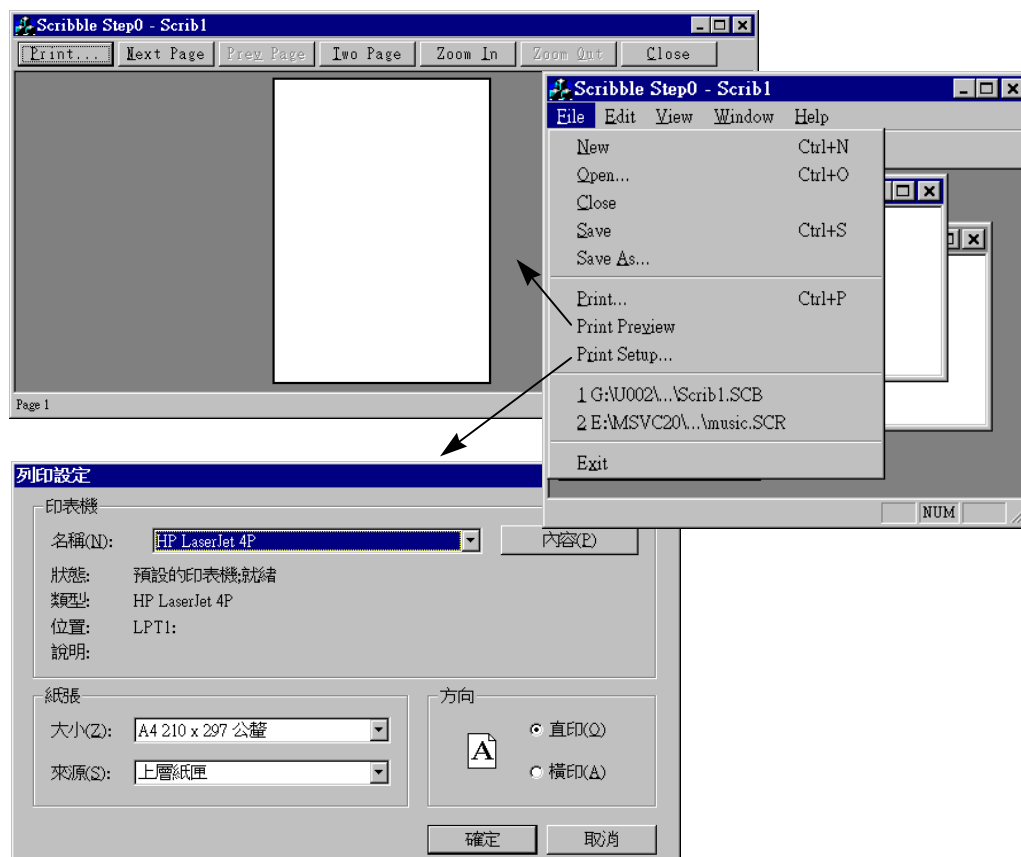 Scribble Step0 - Scrib1
Print... Next Page Prev Page Two Page Zoom In Zoom Out Close
Page 1
Scribble Step0 - Scrib1
File Edit View Window Help
New Ctrl+N
Open... Ctrl+O
Close
Save Ctrl+S
Save As...
Print... Ctrl+P
Print Preview
Print Setup...
1 G:\U002\...\Scrib1.SCB
2 E:\MSVC20\...\music.SCR
Exit
NUM
列印設定
印表機
名稱(N): HP LaserJet 4P 內容(P)
狀態: 預設的印表機;就緒
類型: HP LaserJet 4P
位置: LPT1:
說明:
紙張
大小(Z): A4 210 x 297 公釐
來源(S): 上層紙匣
方向
A
直印(O)
橫印(A)
確定 取消